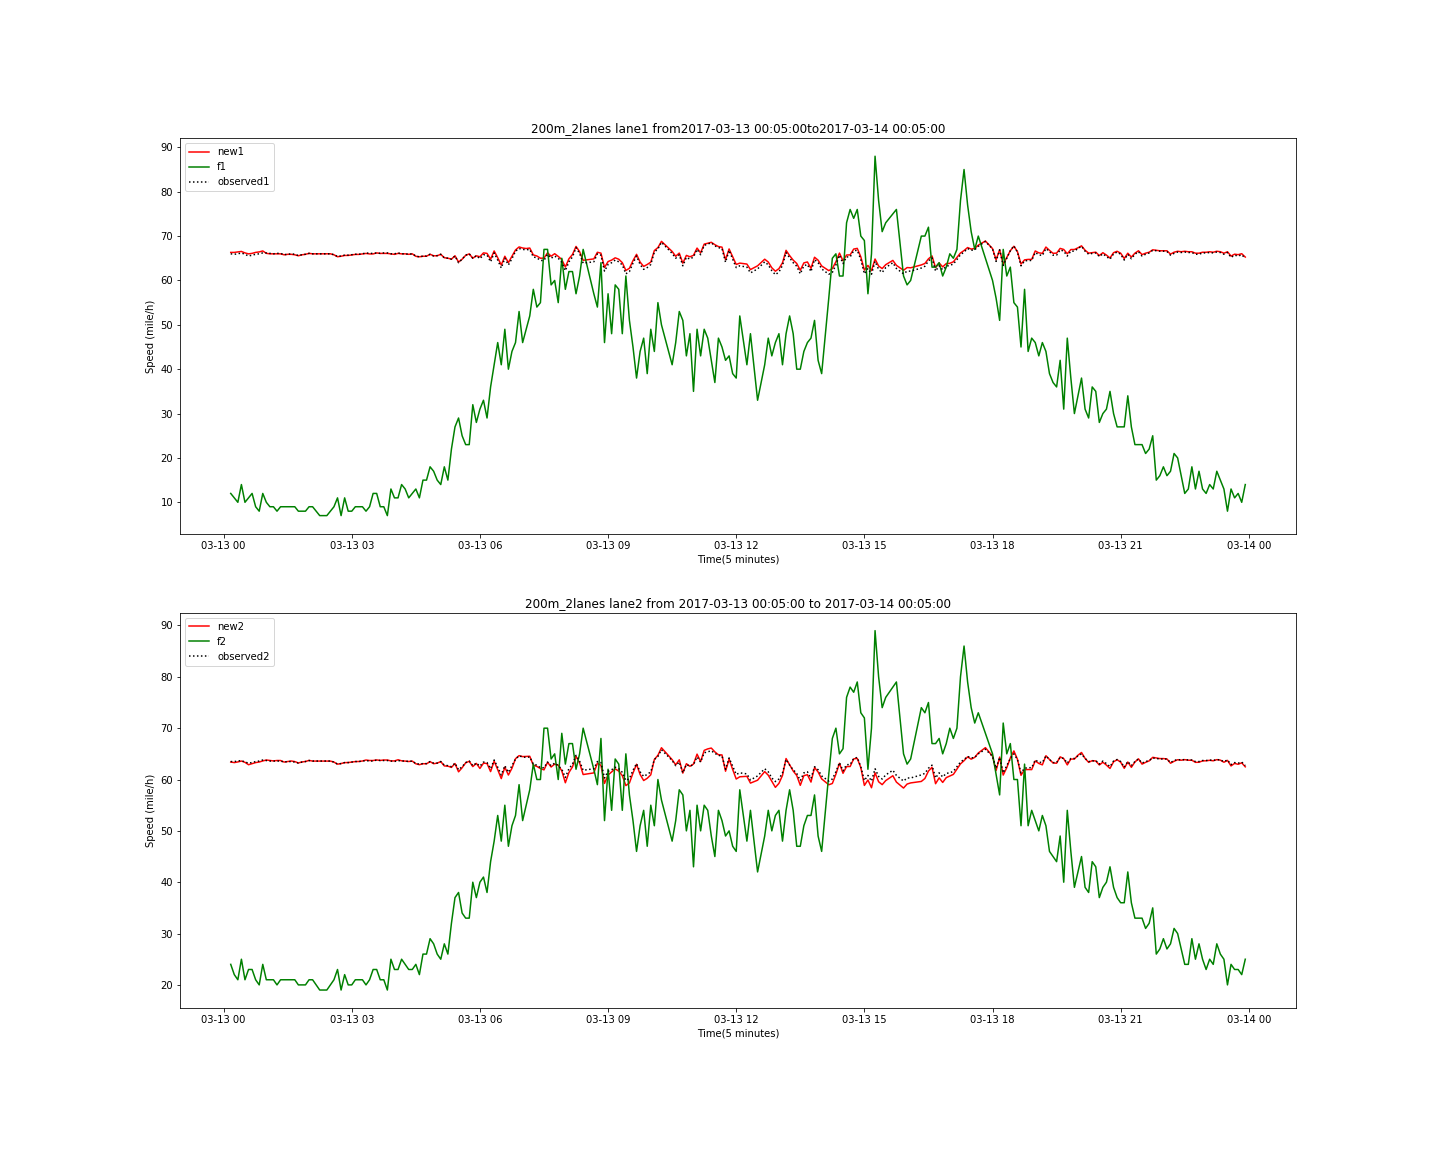 200m_2lanes lane1 from2017-03-13 00:05:00to2017-03-14 00:05:00
new1
f1
observed1
90
80
70
60
50
40
30
20
10
Speed (mile/h)
03-13 00 03-13 03 03-13 06 03-13 09 03-13 12 03-13 15 03-13 18 03-13 21 03-14 00
Time(5 minutes)
200m_2lanes lane2 from 2017-03-13 00:05:00 to 2017-03-14 00:05:00
new2
f2
observed2
90
80
70
60
50
40
30
20
Speed (mile/h)
03-13 00 03-13 03 03-13 06 03-13 09 03-13 12 03-13 15 03-13 18 03-13 21 03-14 00
Time(5 minutes)